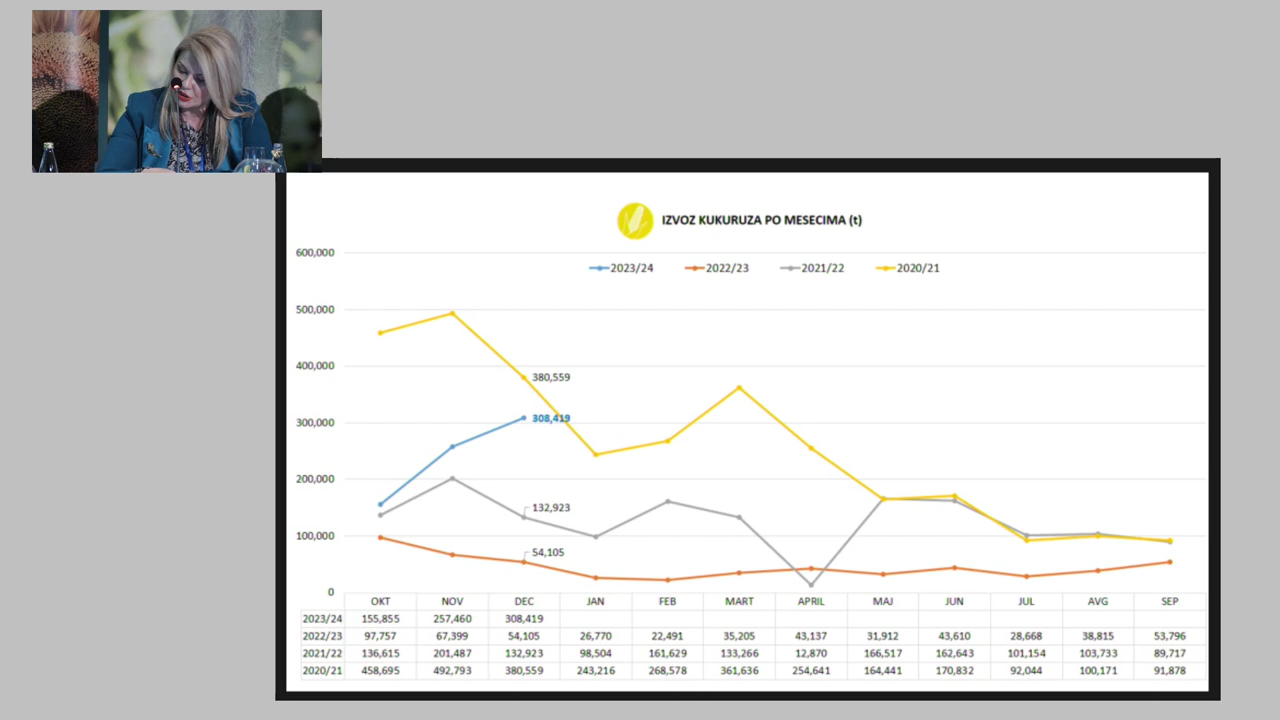 IZVOZ KUKURUZA PO MESECIMA (t)
600,000
2023/24 2022/23 2021/22 2020/21
500,000
400,000
380,559
300,000
308,419
200,000
132,923
100,000
54,105
0
OKT NOV DEC JAN FEB MART APRIL MAJ JUN JUL AVG SEP
2023/24 155,855 257,460 308,419
2022/23 97,757 67,399 54,105 26,770 22,491 35,205 43,137 31,912 43,610 28,668 38,815 53,796
2021/22 136,615 201,487 132,923 98,504 161,629 133,266 12,870 166,517 162,643 101,154 103,733 89,717
2020/21 458,695 492,793 380,559 243,216 268,578 361,636 254,641 164,441 170,832 92,044 100,171 91,878